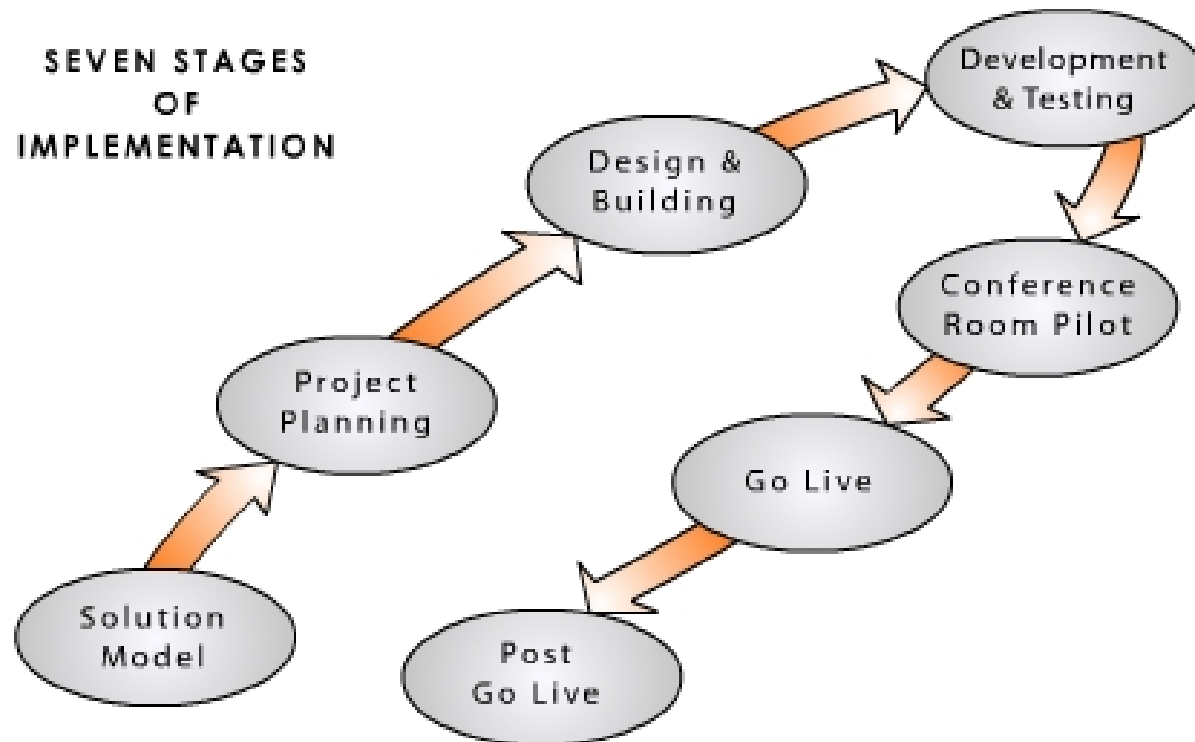 SEVEN STAGES
OF
IMPLEMENTATION
Solution
Model
Project
Planning
Design &
Building
Development
& Testing
Conference
Room Pilot
Go Live
Post
Go Live